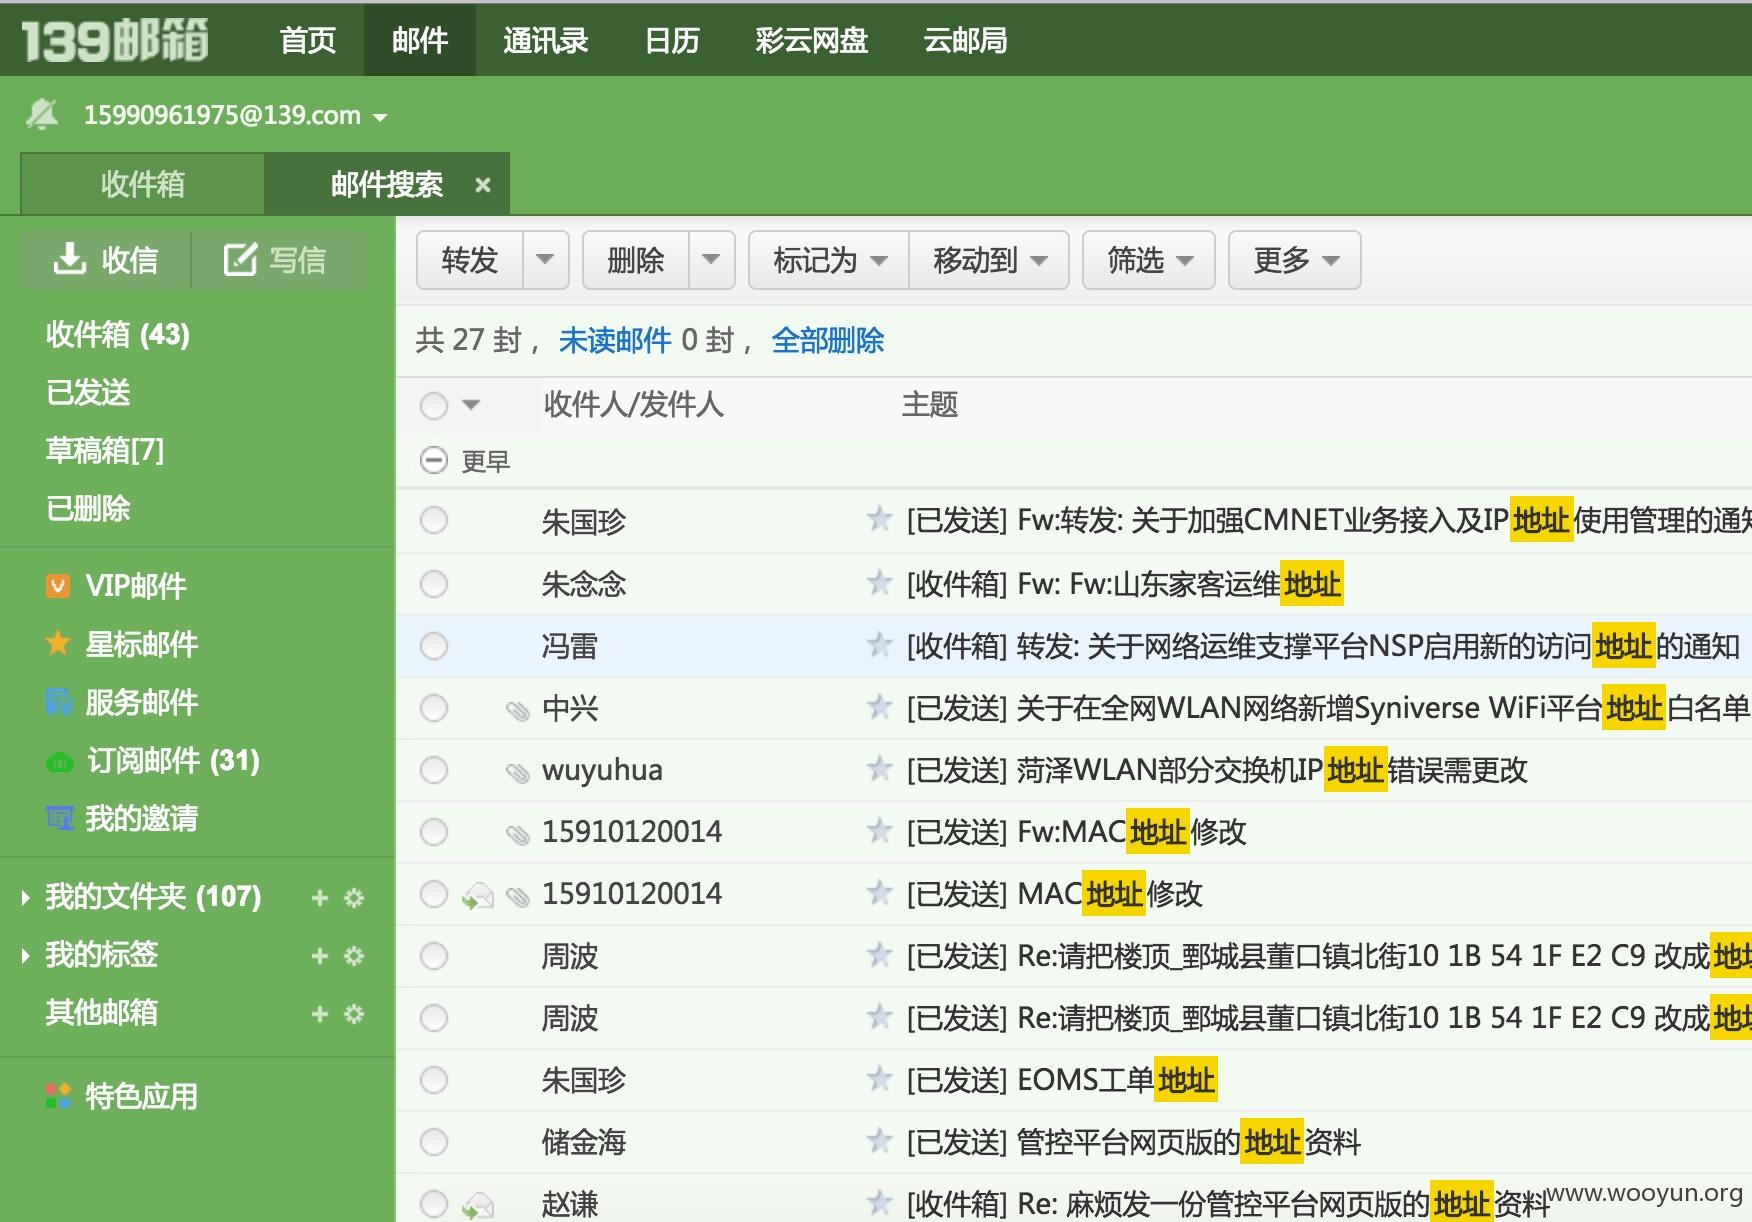 139邮箱 首页 邮件 通讯录 日历 彩云网盘 云邮局
15990961975@139.com
收件箱 邮件搜索 ×
收信 写信
转发 删除 标记为 移动到 筛选 更多
收件箱 (43)
已发送
草稿箱[7]
已删除
VIP邮件
星标邮件
服务邮件
订阅邮件 (31)
我的邀请
我的文件夹 (107)
我的标签
其他邮箱
特色应用
共 27 封， 未读邮件 0 封， 全部删除
收件人/发件人 主题
更早
朱国珍 [已发送] Fw:转发: 关于加强CMNET业务接入及IP地址使用管理的通知
朱念念 [收件箱] Fw: Fw:山东家客运维地址
冯雷 [收件箱] 转发: 关于网络运维支撑平台NSP启用新的访问地址的通知
中兴 [已发送] 关于在全网WLAN网络新增Syniverse WiFi平台地址白名单
wuyuhua [已发送] 菏泽WLAN部分交换机IP地址错误需更改
15910120014 [已发送] Fw:MAC地址修改
15910120014 [已发送] MAC地址修改
周波 [已发送] Re:请把楼顶_鄄城县董口镇北街10 1B 54 1F E2 C9 改成地址
周波 [已发送] Re:请把楼顶_鄄城县董口镇北街10 1B 54 1F E2 C9 改成地址
朱国珍 [已发送] EOMS工单地址
储金海 [已发送] 管控平台网页版的地址资料
赵谦 [收件箱] Re: 麻烦发一份管控平台网页版的地址资料
www.wooyun.org